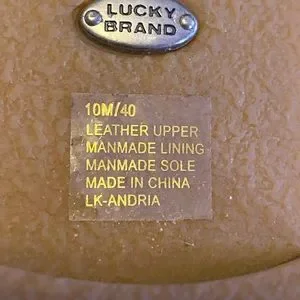 LUCKY
BRAND
10M/40
LEATHER UPPER
MANMADE LINING
MANMADE SOLE
MADE IN CHINA
LK-ANDRIA